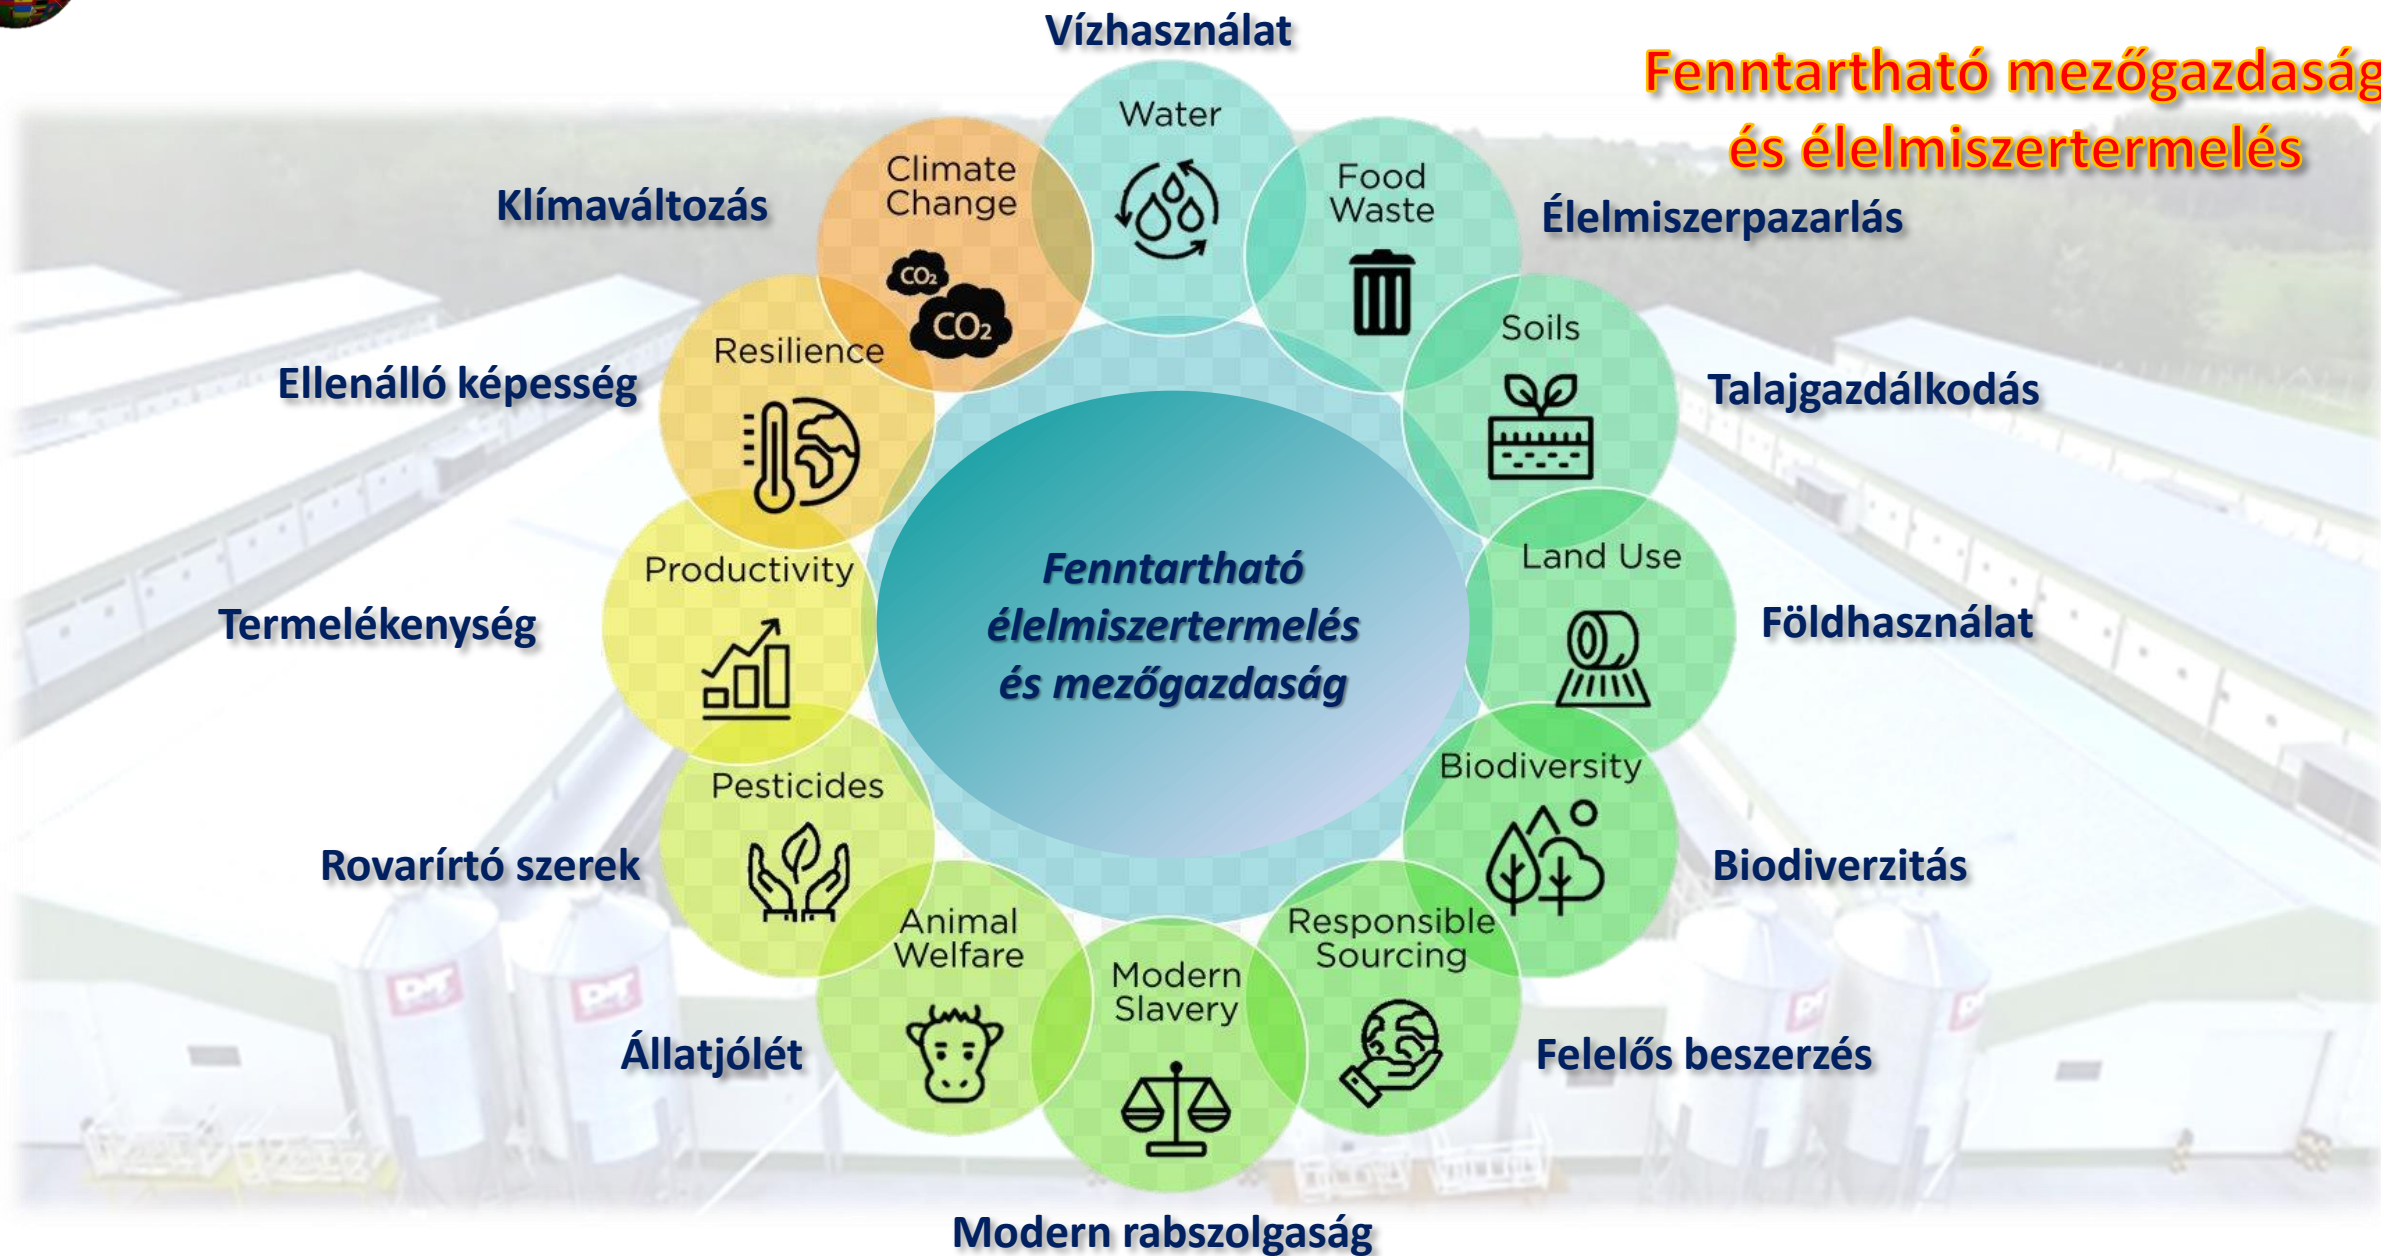 Fenntartható mezőgazdaság
és élelmiszertermelés
Vízhasználat
Water
Food
Waste
Élelmiszerpazarlás
Soils
Talajgazdálkodás
Land Use
Földhasználat
Biodiversity
Biodiverzitás
Responsible
Sourcing
Felelős beszerzés
Modern
Slavery
Modern rabszolgaság
Animal
Welfare
Állatjólét
Pesticides
Rovarírtó szerek
Productivity
Termelékenység
Resilience
Ellenálló képesség
Climate
Change
CO₂
CO₂
Klímaváltozás
Fenntartható
élelmiszertermelés
és mezőgazdaság